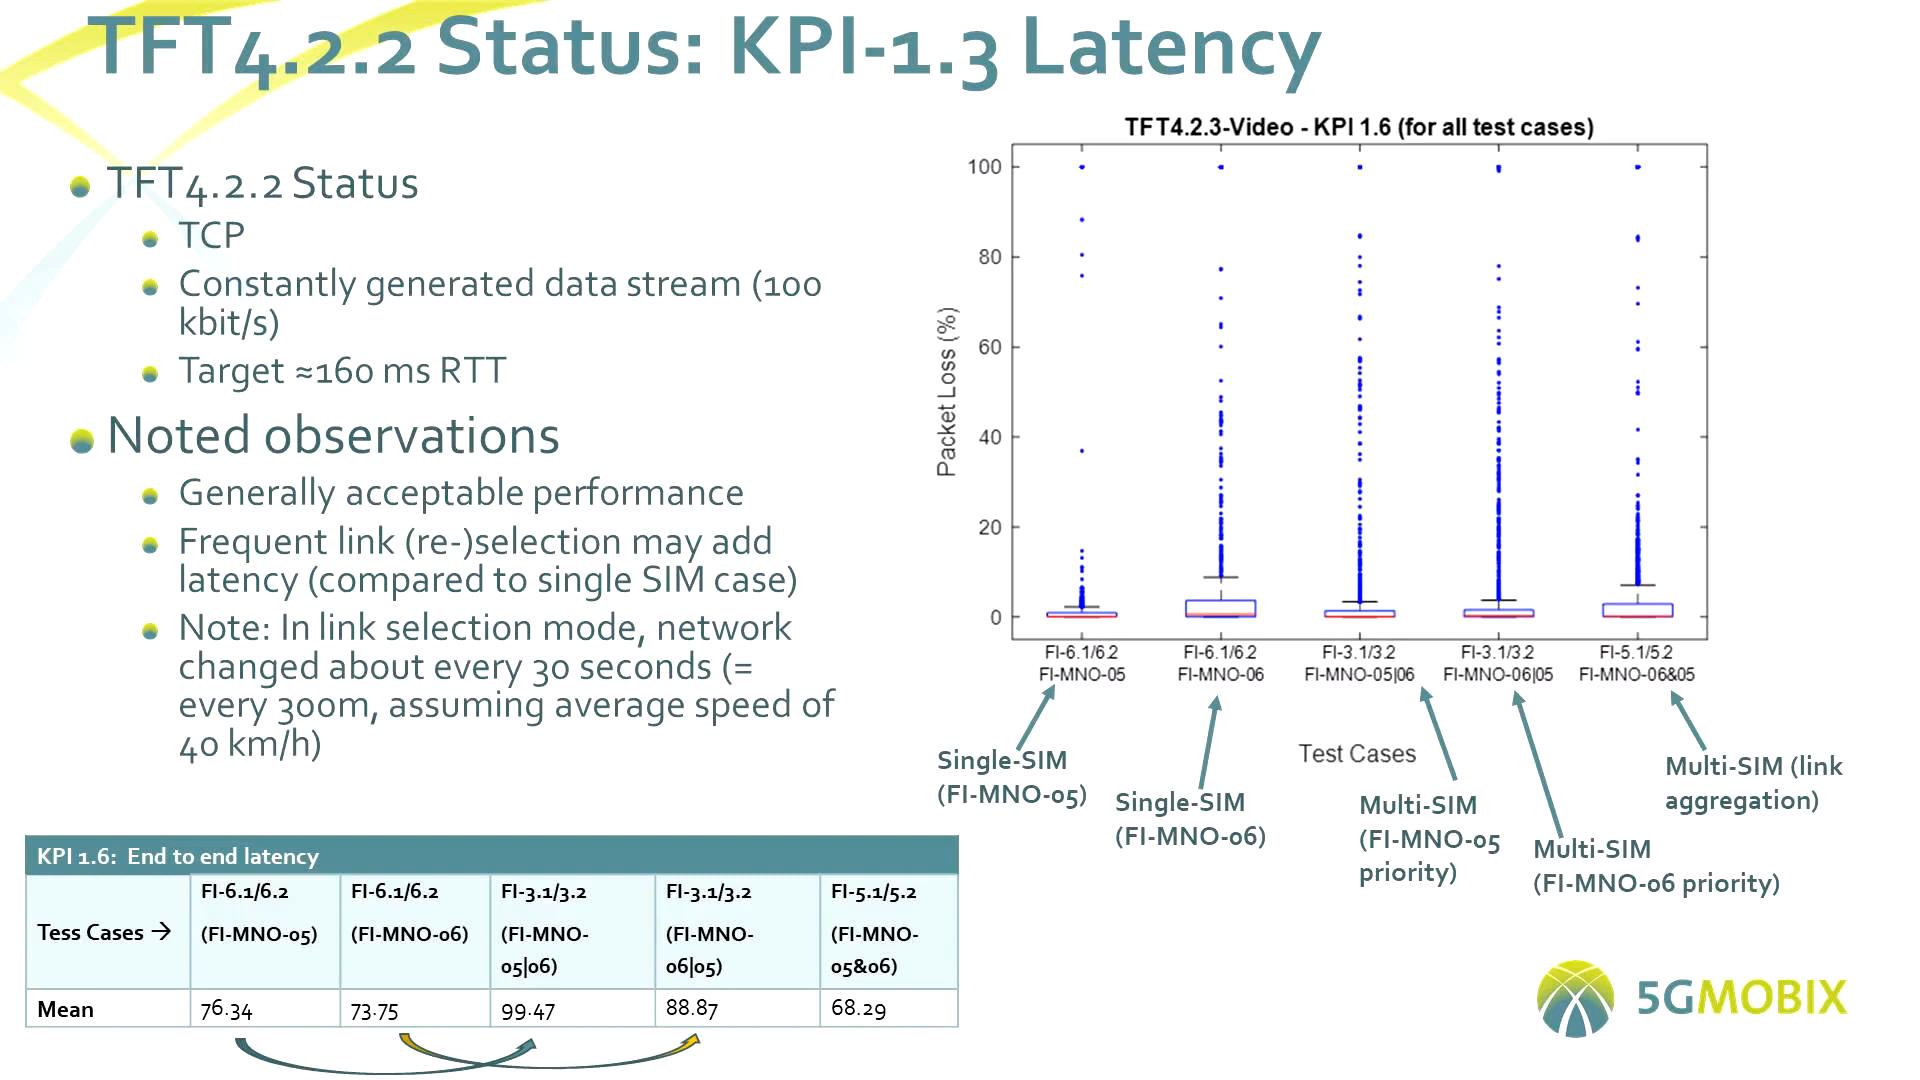 TFT4.2.2 Status: KPI-1.3 Latency
TFT4.2.2 Status
TCP
Constantly generated data stream (100
kbit/s)
Target ≈160 ms RTT
Noted observations
Generally acceptable performance
Frequent link (re-)selection may add
latency (compared to single SIM case)
Note: In link selection mode, network
changed about every 30 seconds (=
every 300m, assuming average speed of
40 km/h)
TFT4.2.3-Video - KPI 1.6 (for all test cases)
Packet Loss (%)
100
80
60
40
20
0
FI-6.1/6.2
FI-MNO-05
FI-6.1/6.2
FI-MNO-06
FI-3.1/3.2
FI-MNO-05|06
FI-3.1/3.2
FI-MNO-06|05
FI-5.1/5.2
FI-MNO-06&05
Test Cases
Single-SIM
(FI-MNO-05)
Single-SIM
(FI-MNO-06)
Multi-SIM
(FI-MNO-05
priority)
Multi-SIM
(FI-MNO-06 priority)
Multi-SIM (link
aggregation)
KPI 1.6: End to end latency
Tess Cases →
FI-6.1/6.2
(FI-MNO-05)
FI-6.1/6.2
(FI-MNO-06)
FI-3.1/3.2
(FI-MNO-
05|06)
FI-3.1/3.2
(FI-MNO-
06|05)
FI-5.1/5.2
(FI-MNO-
05&06)
Mean 76.34 73.75 99.47 88.87 68.29
5GMOBIX